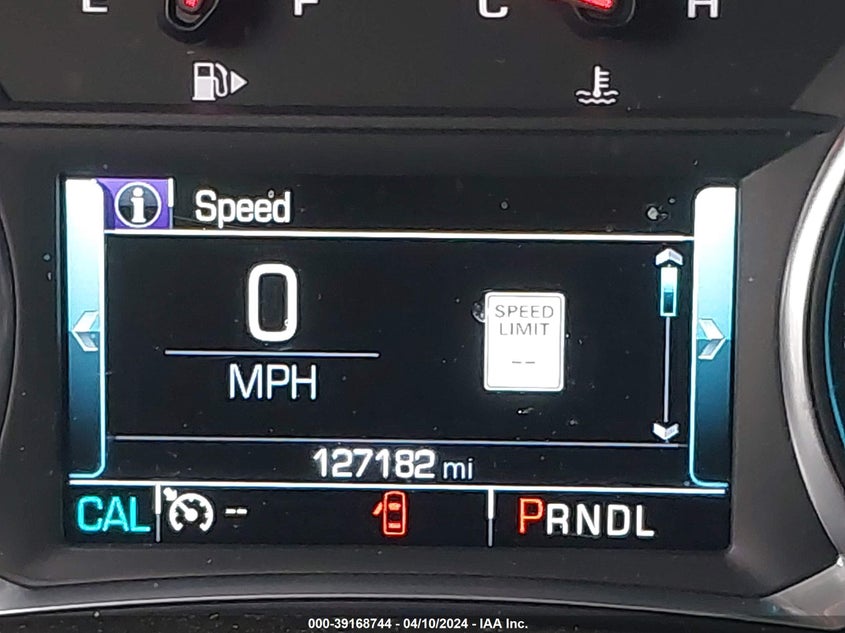 E F C H
Speed
0
MPH
SPEED
LIMIT
--
127182 mi
CAL -- PRNDL
000-39168744 - 04/10/2024 - IAA Inc.